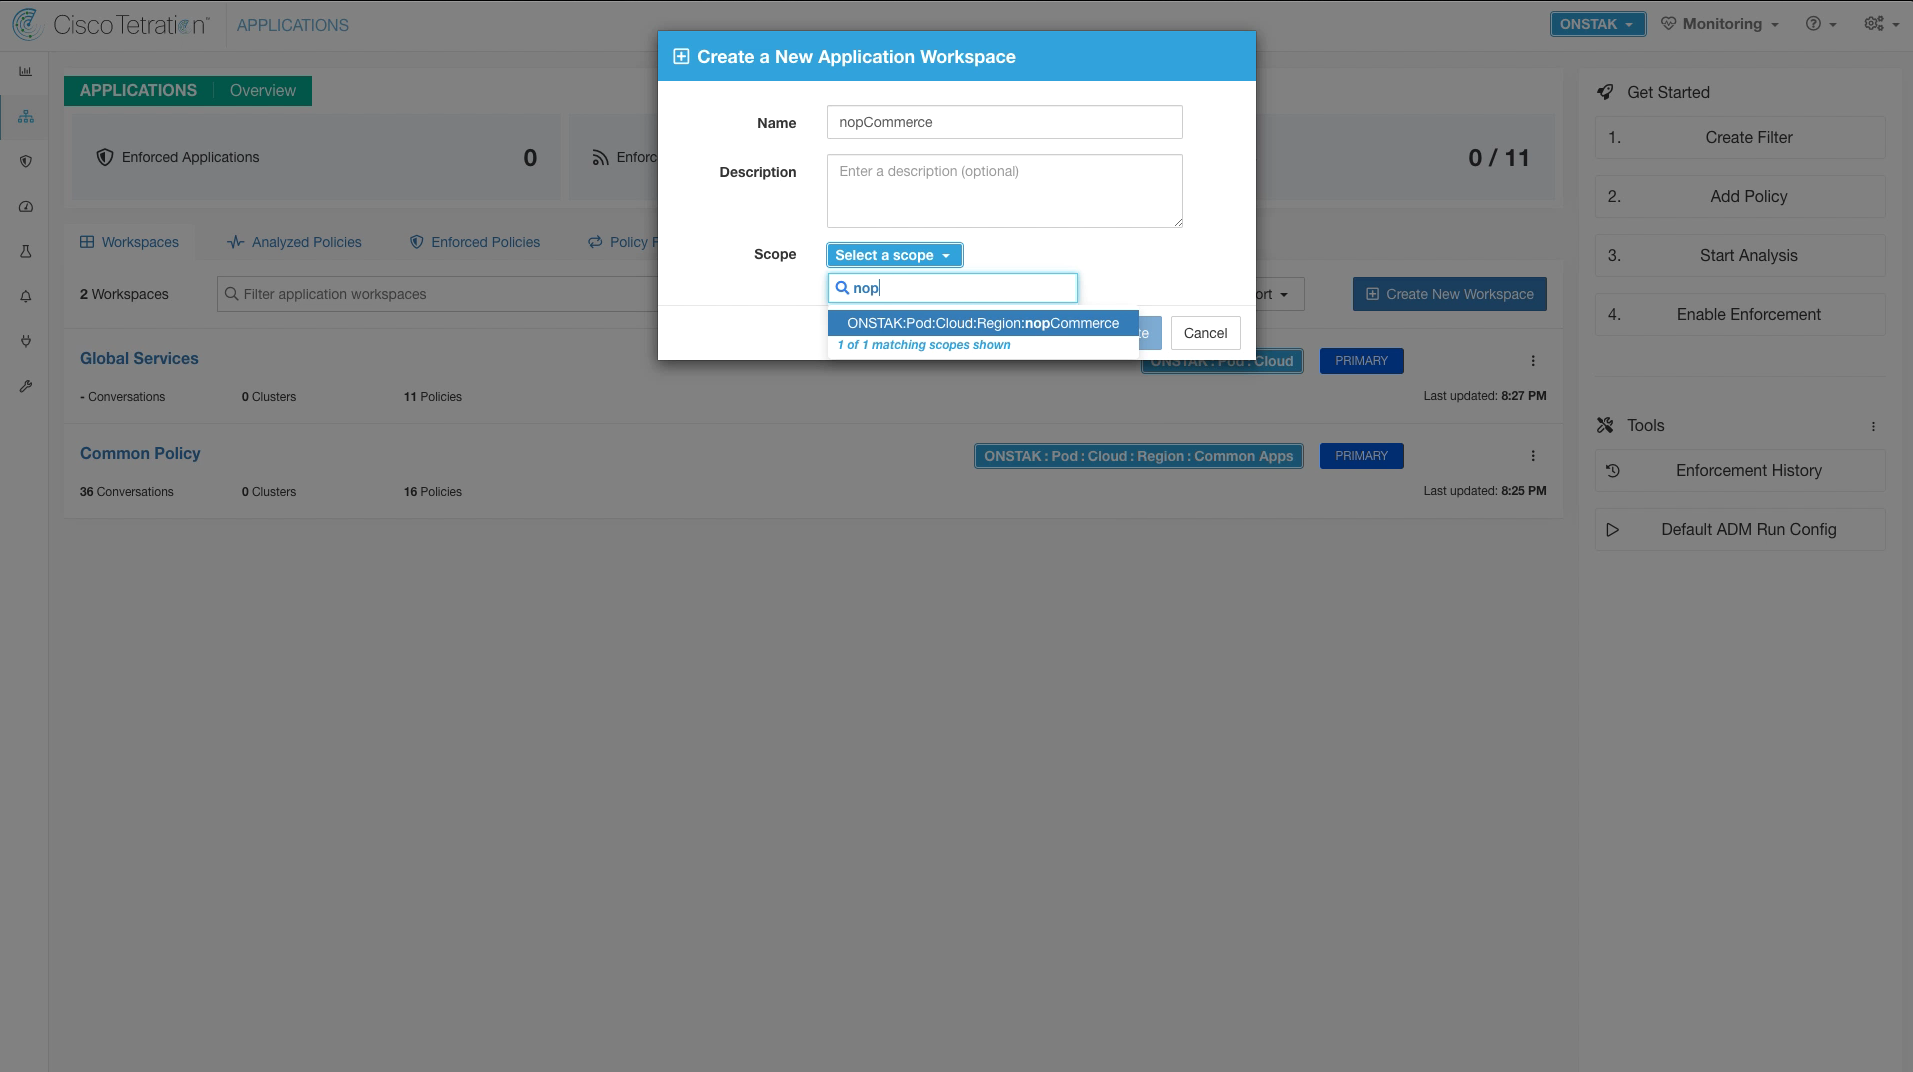 Cisco Tetration™ APPLICATIONS ONSTAK Monitoring
Create a New Application Workspace
Name nopCommerce
Description Enter a description (optional)
Scope Select a scope
nop
ONSTAK:Pod:Cloud:Region:nopCommerce
1 of 1 matching scopes shown
Cancel
APPLICATIONS Overview
Enforced Applications 0
0 / 11
Workspaces Analyzed Policies Enforced Policies Policy
2 Workspaces Filter application workspaces Create New Workspace
Global Services ONSTAK : Pod : Cloud PRIMARY
- Conversations 0 Clusters 11 Policies Last updated: 8:27 PM
Common Policy ONSTAK : Pod : Cloud : Region : Common Apps PRIMARY
36 Conversations 0 Clusters 16 Policies Last updated: 8:25 PM
Get Started
1. Create Filter
2. Add Policy
3. Start Analysis
4. Enable Enforcement
Tools
Enforcement History
Default ADM Run Config